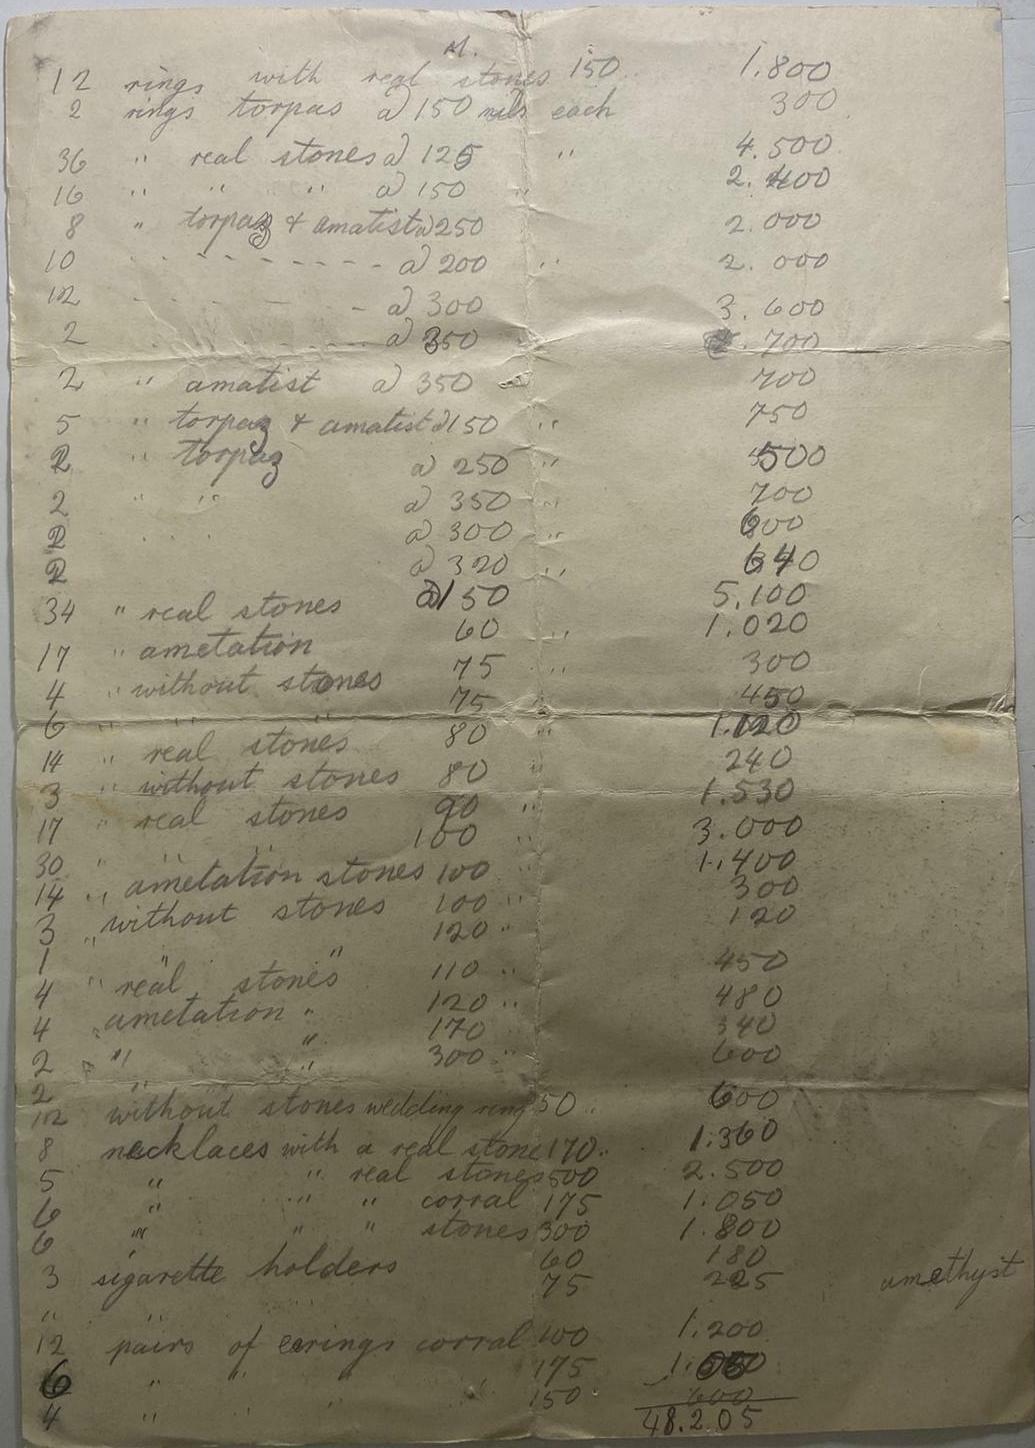 M.
12 rings with real stones 150 .. 1.800
2 rings torpas a) 150 mils each 300
36 " real stones a) 125 " 4.500
16 " " " a) 150 " 2.400
8 " torpaz & amatist a) 250 2.000
10 - - - - - - - - a) 200 " 2.000
12 - - - - - a) 300 3.600
2 - - - - - a) 350 700
2 " amatist a) 350 " 700
5 " torpaz & amatist a) 150 " 750
2 " torpaz a) 250 " 500
2 " " a) 350 " 700
2 . . . . a) 300 " 600
2 a) 320 " 640
34 " real stones a) 150 5.100
17 " ametation 60 " 1.020
4 " without stones 75 " 300
6 " " " 75 450
14 " real stones 80 " 1.120
3 " without stones 80 " 240
17 " real stones 90 " 1.530
30 " " 100 " 3.000
14 " ametation stones 100 1.400
3 " without stones 100 " 300
1 " " 120 " 120
4 " real stones 110 " 450
4 " ametation " 120 " 480
2 " " 170 340
2 " " 300 " 600
12 without stones wedding ring 50 .. 600
8 necklaces with a real stone 170 .. 1.360
5 " " real stones 500 2.500
6 " " " corral 175 1.050
6 " " " stones 300 1.800
3 sigarette holders 60 180
" " 75 225 amethyst
12 pairs of earings corral 100 1.200
6 " " " 175 1.050
4 " " " " 150 600
48.205